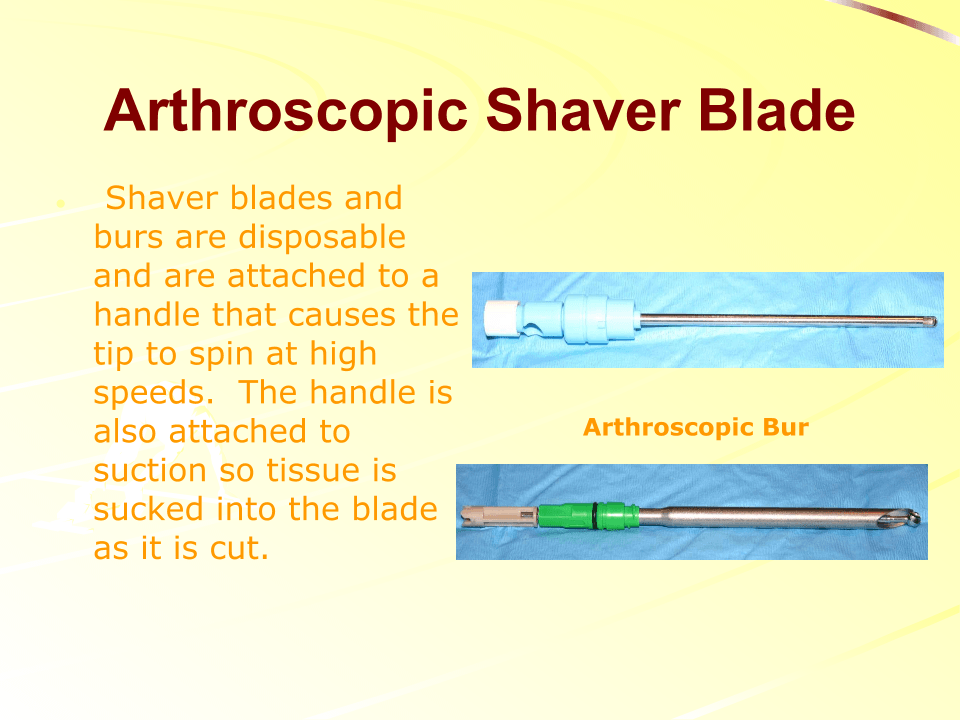 Arthroscopic Shaver Blade
Shaver blades and
burs are disposable
and are attached to a
handle that causes the
tip to spin at high
speeds.  The handle is
also attached to
suction so tissue is
sucked into the blade
as it is cut.
Arthroscopic Bur